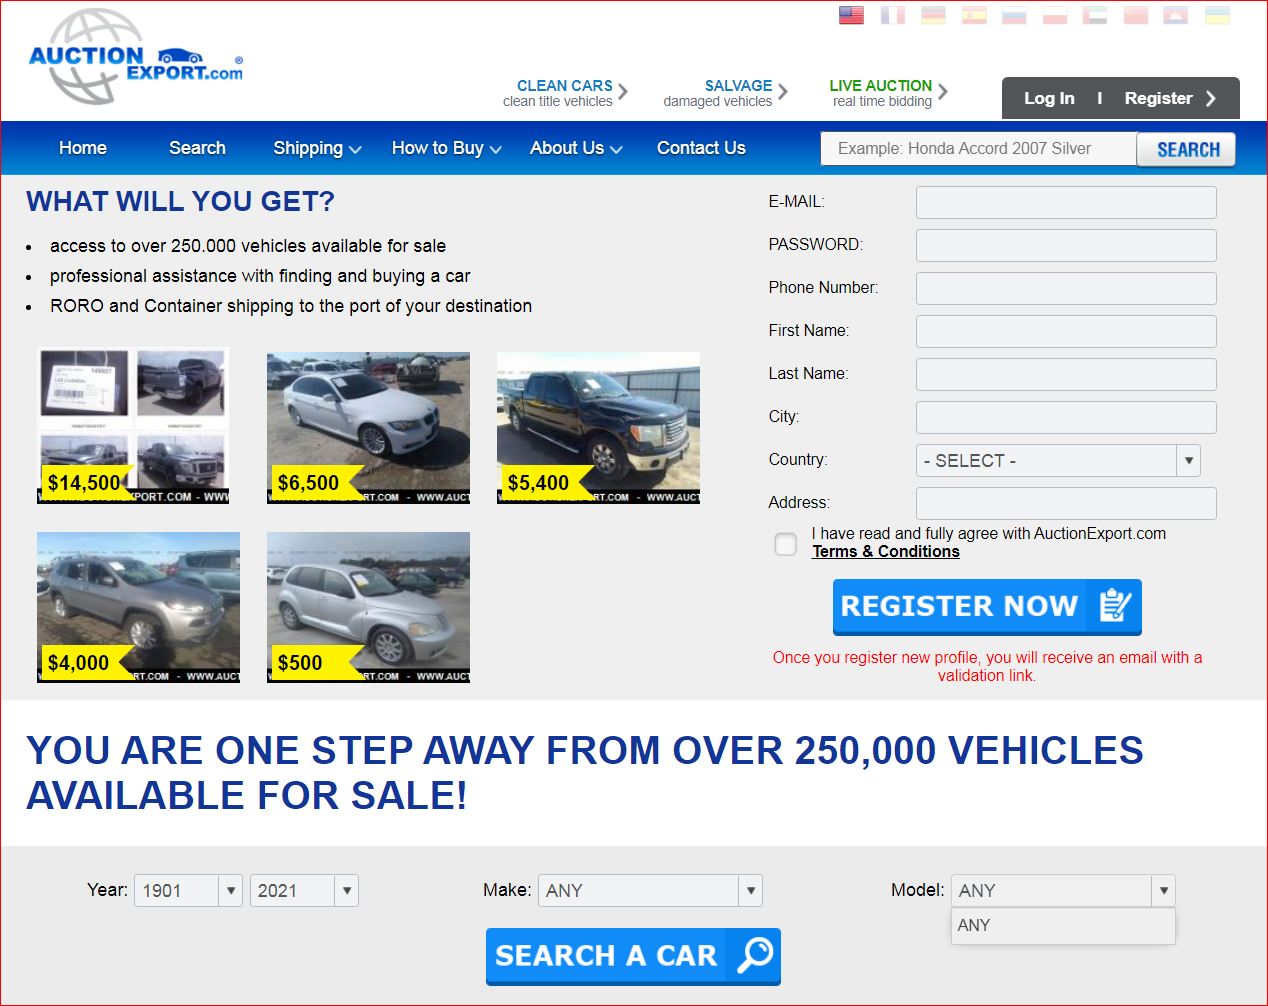 AUCTION
EXPORT.com ®
CLEAN CARS
clean title vehicles
SALVAGE
damaged vehicles
LIVE AUCTION
real time bidding
Log In | Register
Home Search Shipping How to Buy About Us Contact Us
Example: Honda Accord 2007 Silver
SEARCH
WHAT WILL YOU GET?
• access to over 250.000 vehicles available for sale
• professional assistance with finding and buying a car
• RORO and Container shipping to the port of your destination
$14,500
XPORT.COM - WW
$6,500
RT.COM - WWW.AUCT
$5,400
RT.COM - WWW.AUCT
$4,000
RT.COM - WWW.AUCT
$500
RT.COM - WWW.AUCT
E-MAIL:
PASSWORD:
Phone Number:
First Name:
Last Name:
City:
Country:
- SELECT -
Address:
I have read and fully agree with AuctionExport.com
Terms & Conditions
REGISTER NOW
Once you register new profile, you will receive an email with a
validation link.
YOU ARE ONE STEP AWAY FROM OVER 250,000 VEHICLES
AVAILABLE FOR SALE!
Year: 1901 2021 Make: ANY Model: ANY
ANY
SEARCH A CAR